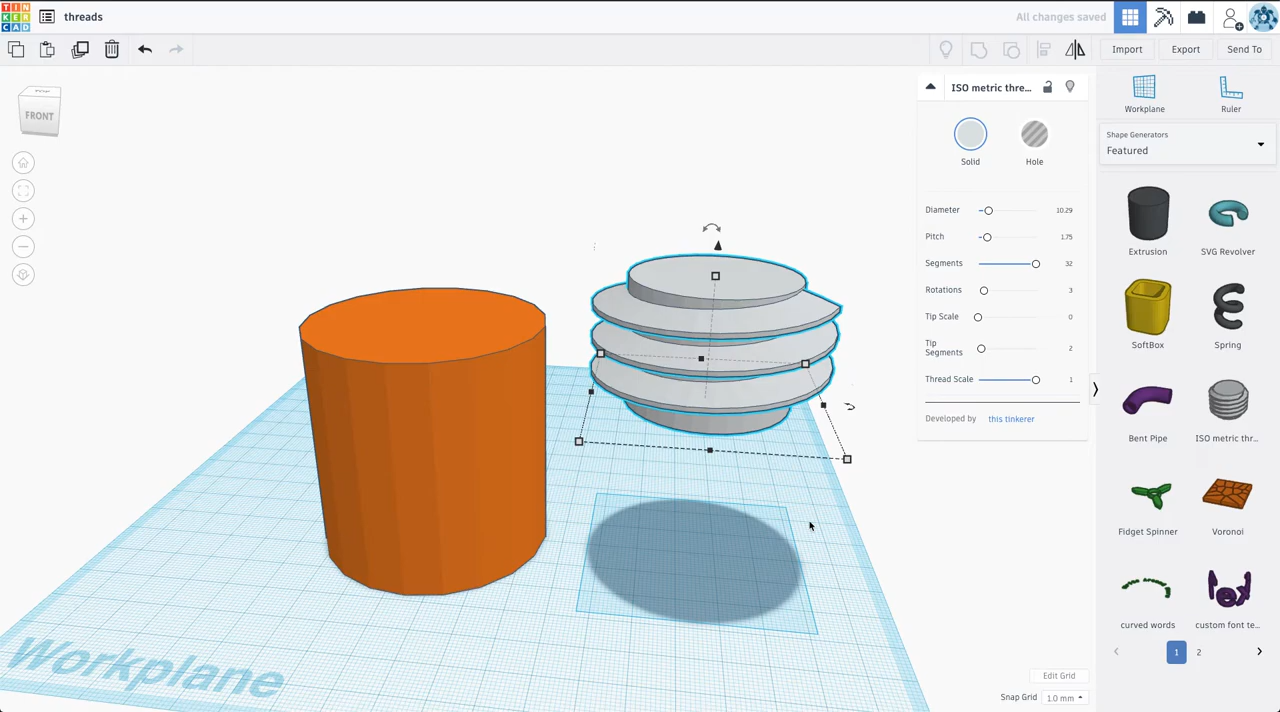 TIN
KER
CAD
threads
All changes saved
Import
Export
Send To
FRONT
ISO metric thre...
Solid
Hole
Diameter
10.29
Pitch
1.75
Segments
32
Rotations
3
Tip Scale
0
Tip
Segments
2
Thread Scale
1
Developed by this tinkerer
Workplane
Ruler
Shape Generators
Featured
Extrusion
SVG Revolver
SoftBox
Spring
Bent Pipe
ISO metric thr...
Fidget Spinner
Voronoi
curved words
custom font te...
1
2
Workplane
Edit Grid
Snap Grid
1.0 mm